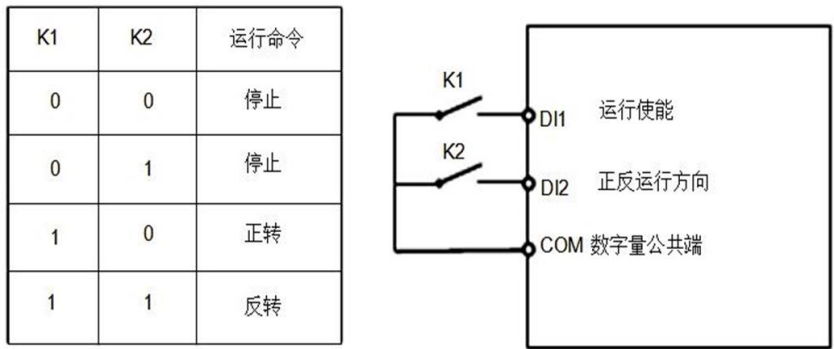 K1 K2 运行命令
0 0 停止
0 1 停止
1 0 正转
1 1 反转
K1
DI1 运行使能
K2
DI2 正反运行方向
COM 数字量公共端